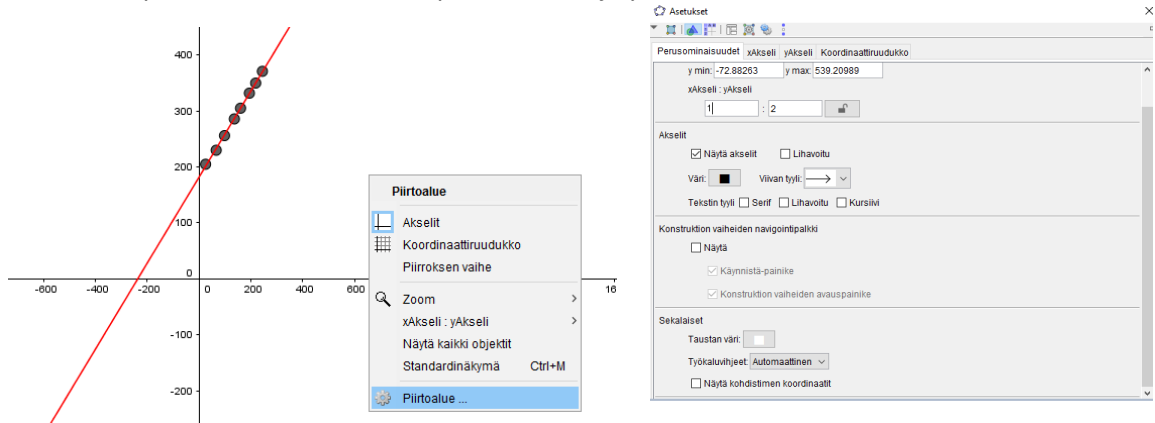 400
300
200
100
0
-600
-400
-200
0
200
400
600
16
-100
-200
Piirtoalue
Akselit
Koordinaattiruudukko
Piirroksen vaihe
Zoom
xAkseli : yAkseli
Näytä kaikki objektit
Standardinäkymä Ctrl+M
Piirtoalue ...
Asetukset
Perusominaisuudet xAkseli yAkseli Koordinaattiruudukko
y min: -72.88263 y max: 539.20989
xAkseli : yAkseli
1 : 2
Akselit
Näytä akselit Lihavoitu
Väri: Viivan tyyli:
Tekstin tyyli Serif Lihavoitu Kursiivi
Konstruktion vaiheiden navigointipalkki
Näytä
Käynnistä-painike
Konstruktion vaiheiden avauspainike
Sekalaiset
Taustan väri:
Työkaluvihjeet: Automaattinen
Näytä kohdistimen koordinaatit